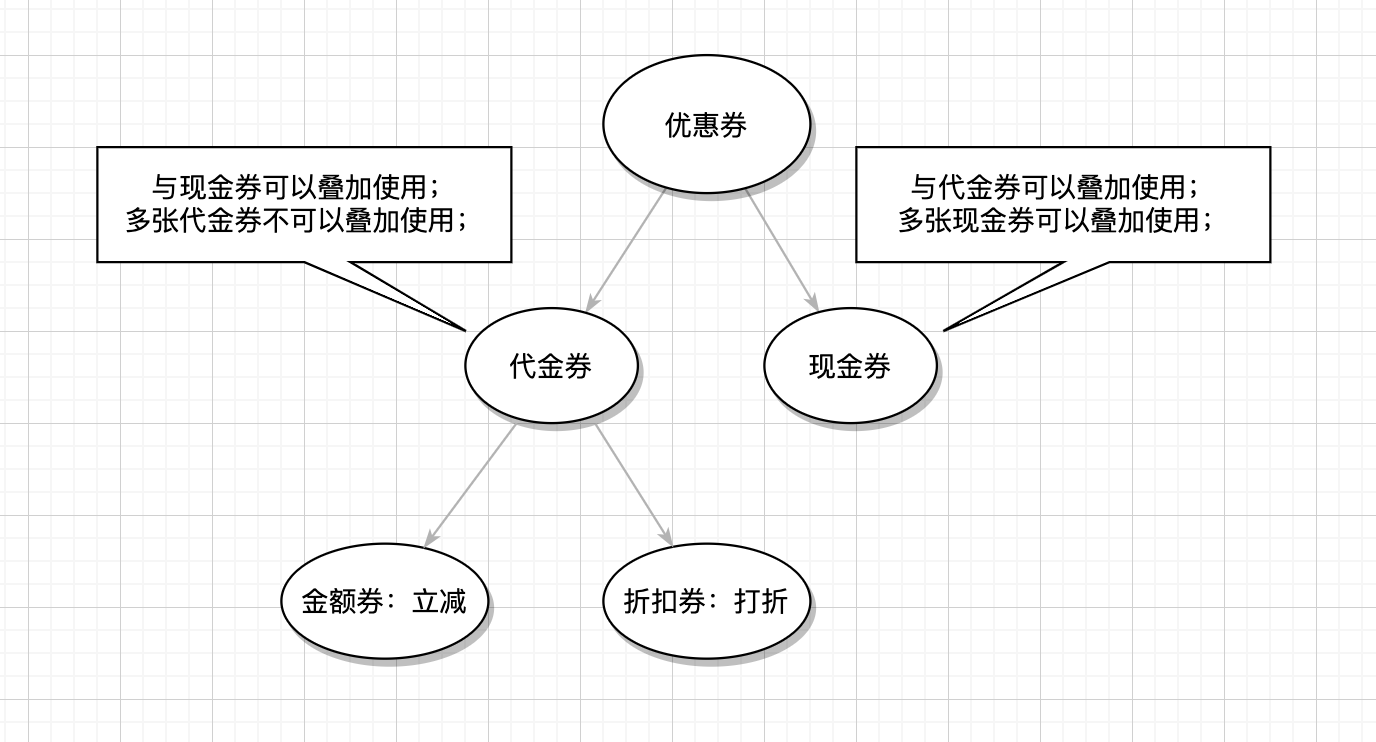 优惠券
与现金券可以叠加使用；
多张代金券不可以叠加使用；
与代金券可以叠加使用；
多张现金券可以叠加使用；
代金券
现金券
金额券：立减
折扣券：打折